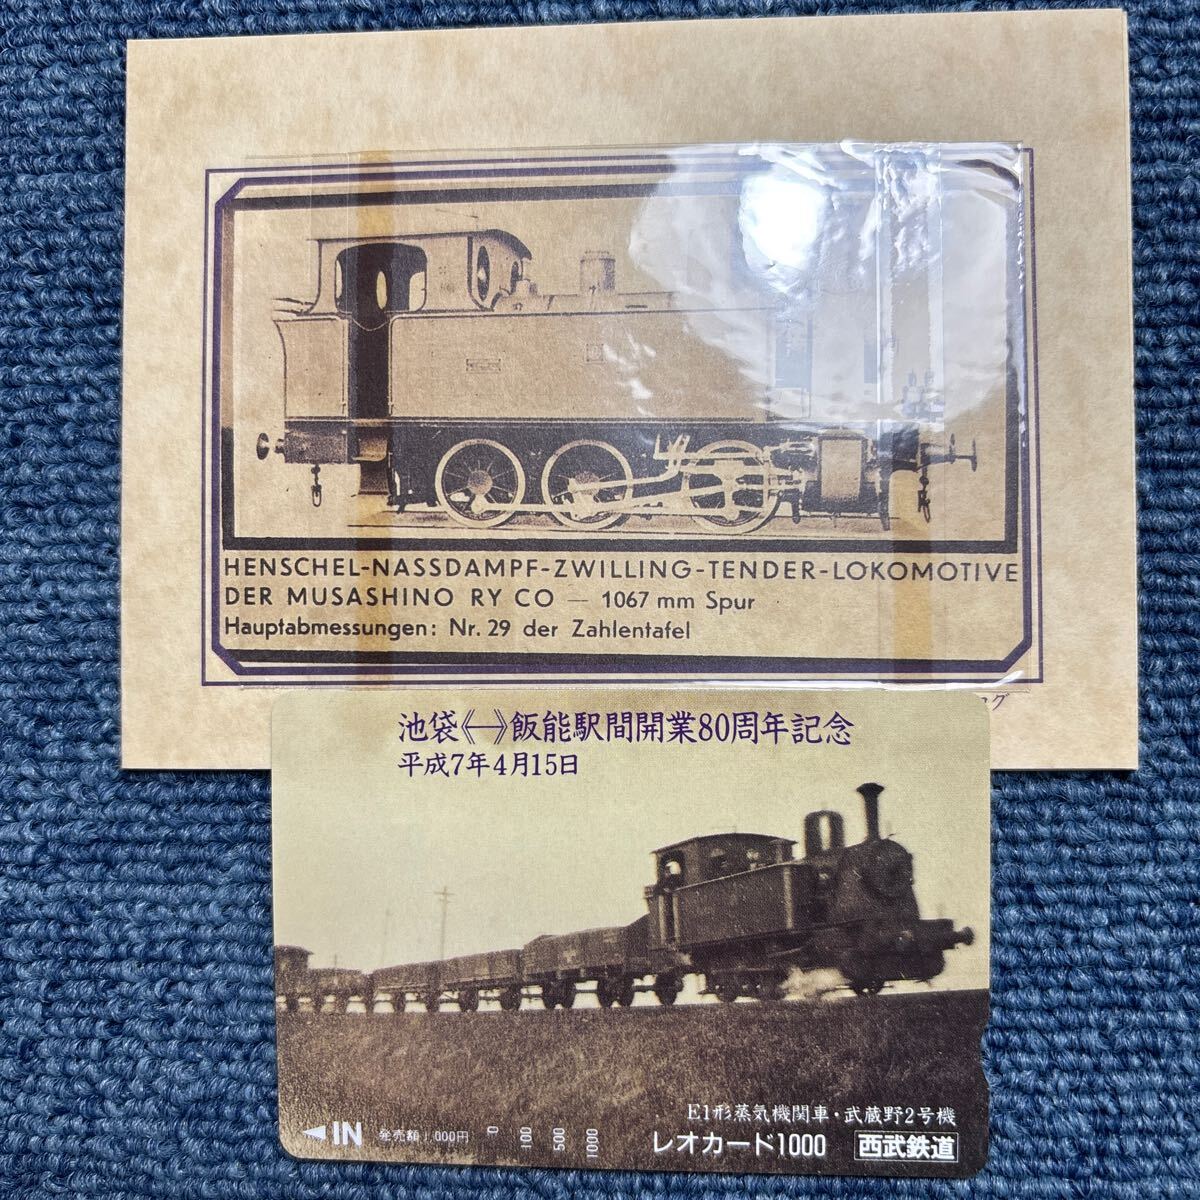 HENSCHEL-NASSDAMPF-ZWILLING-TENDER-LOKOMOTIVE
DER MUSASHINO RY CO — 1067 mm Spur
Hauptabmessungen: Nr. 29 der Zahlentafel
池袋《─》飯能駅間開業80周年記念
平成7年4月15日
E1形蒸気機関車・武蔵野2号機
◀IN 発売額1,000円 0 100 500 1000 レオカード1000 西武鉄道